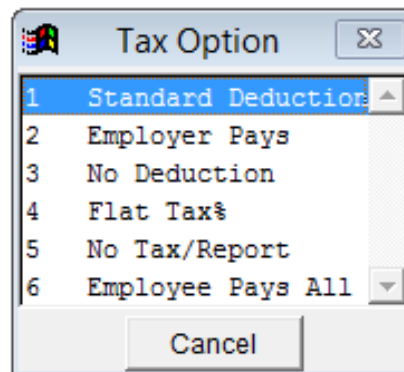 Tax Option
1 Standard Deduction
2 Employer Pays
3 No Deduction
4 Flat Tax%
5 No Tax/Report
6 Employee Pays All
Cancel